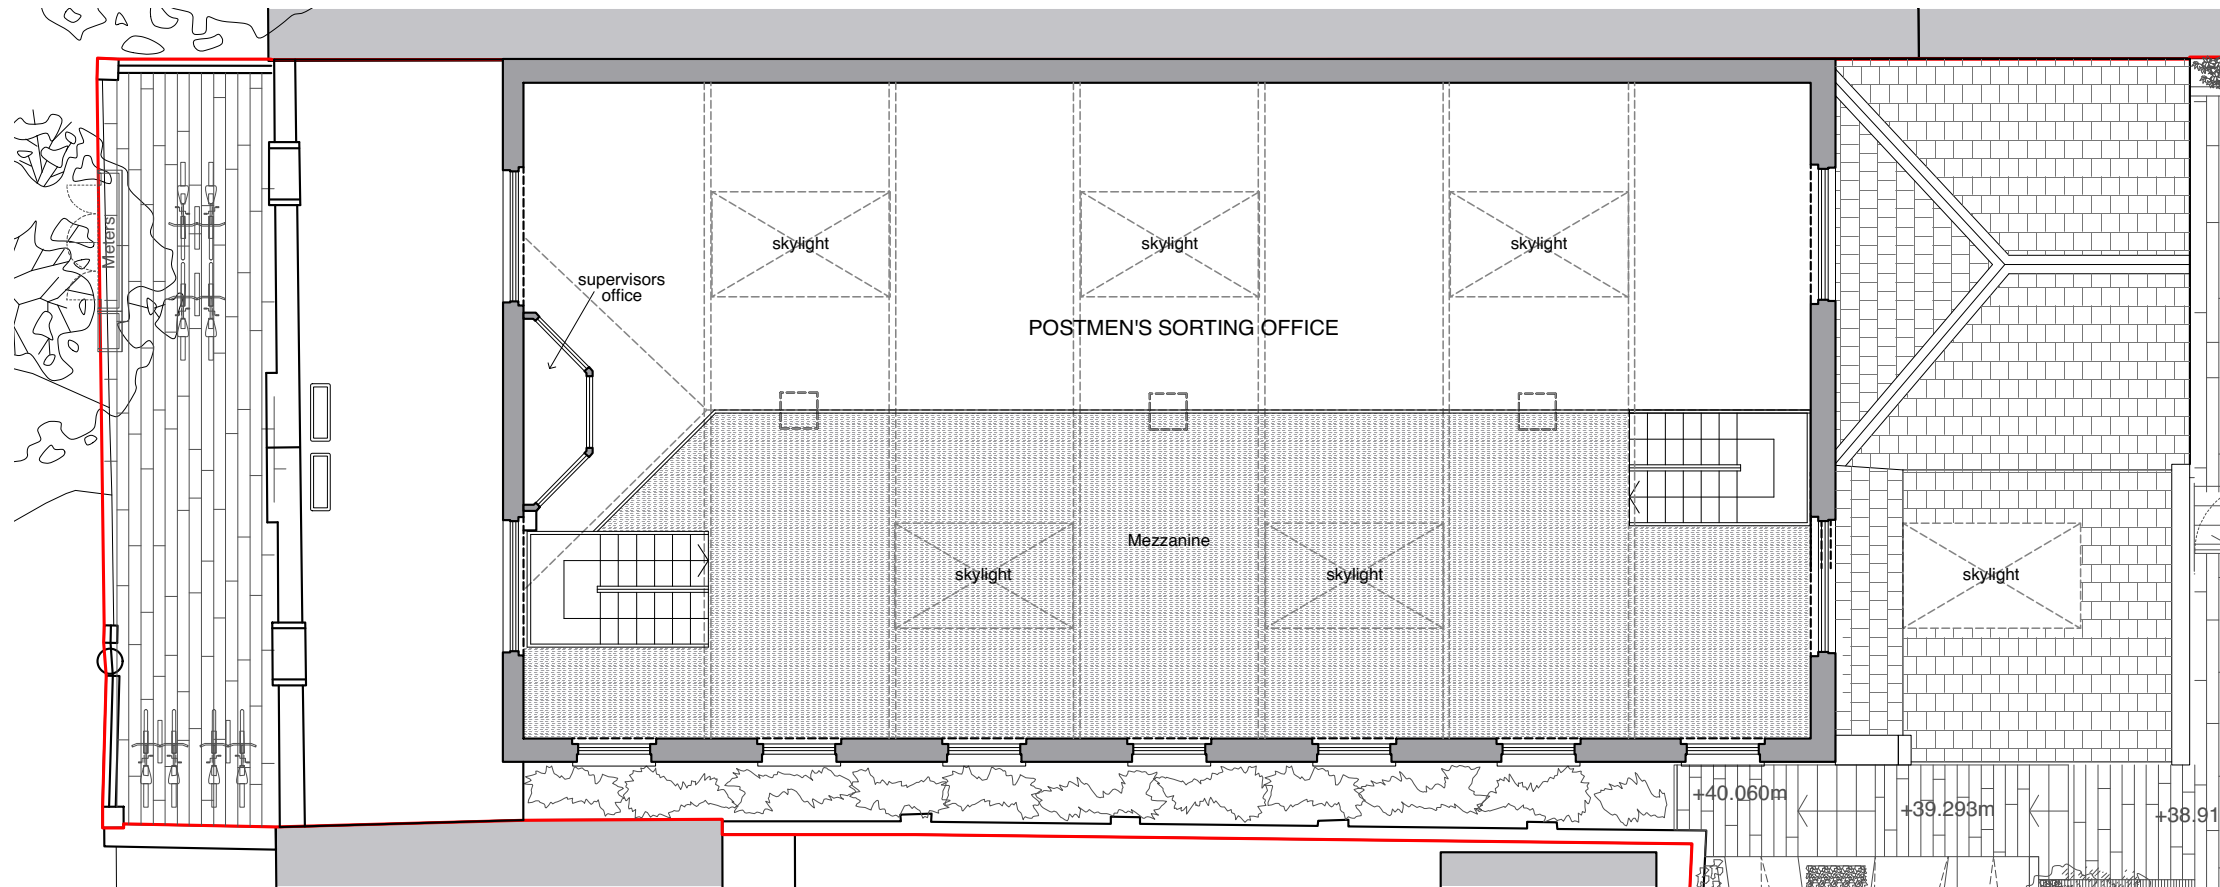 skylight
skylight
skylight
Meters
supervisors
office
POSTMEN'S SORTING OFFICE
Mezzanine
skylight
skylight
skylight
+40.060m
+39.293m
+38.91